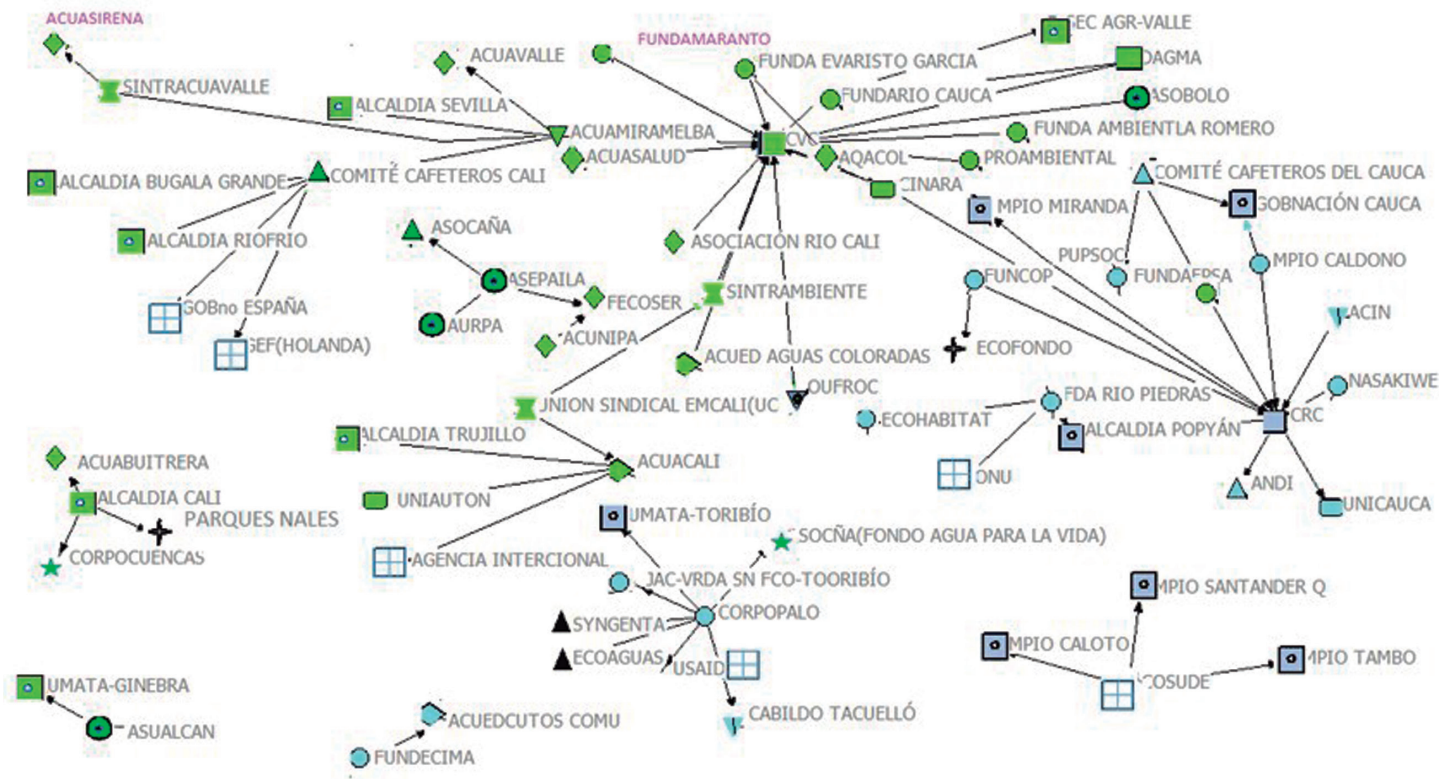 ACUASIRENA
SEC AGR-VALLE
FUNDAMARANTO
ACUAVALLE
FUNDA EVARISTO GARCIA
DAGMA
SINTRACUAVALLE
ALCALDIA SEVILLA
FUNDARIO CAUCA
ASOBOLO
ACUAMIRAMELBA
CVC
FUNDA AMBIENTLA ROMERO
ACUASALUD
AQACOL
PROAMBIENTAL
ALCALDIA BUGALA GRANDE
COMITÉ CAFETEROS CALI
CINARA
COMITÉ CAFETEROS DEL CAUCA
MPIO MIRANDA
GOBNACIÓN CAUCA
ALCALDIA RIOFRIO
ASOCAÑA
ASOCIACIÓN RIO CALI
PUPSOC
MPIO CALDONO
ASEPAILA
FUNCOP
FUNDAEPSA
GOBno ESPAÑA
FECOSER
SINTRAMBIENTE
ACIN
AURPA
ACUNIPA
GEF(HOLANDA)
ACUED AGUAS COLORADAS
ECOFONDO
OUFROC
NASAKIWE
UNION SINDICAL EMCALI(UC
FDA RIO PIEDRAS
ECOHABITAT
CRC
ALCALDIA TRUJILLO
ALCALDIA POPYÁN
ACUABUITRERA
ACUACALI
ONU
ANDI
ALCALDIA CALI
UNIAUTON
UNICAUCA
PARQUES NALES
UMATA-TORIBÍO
SOCÑA(FONDO AGUA PARA LA VIDA)
CORPOCUENCAS
AGENCIA INTERCIONAL
JAC-VRDA SN FCO-TOORIBÍO
MPIO SANTANDER Q
CORPOPALO
SYNGENTA
MPIO CALOTO
ECOAGUAS
USAID
MPIO TAMBO
UMATA-GINEBRA
COSUDE
CABILDO TACUELLÓ
ACUEDCUTOS COMU
ASUALCAN
FUNDECIMA